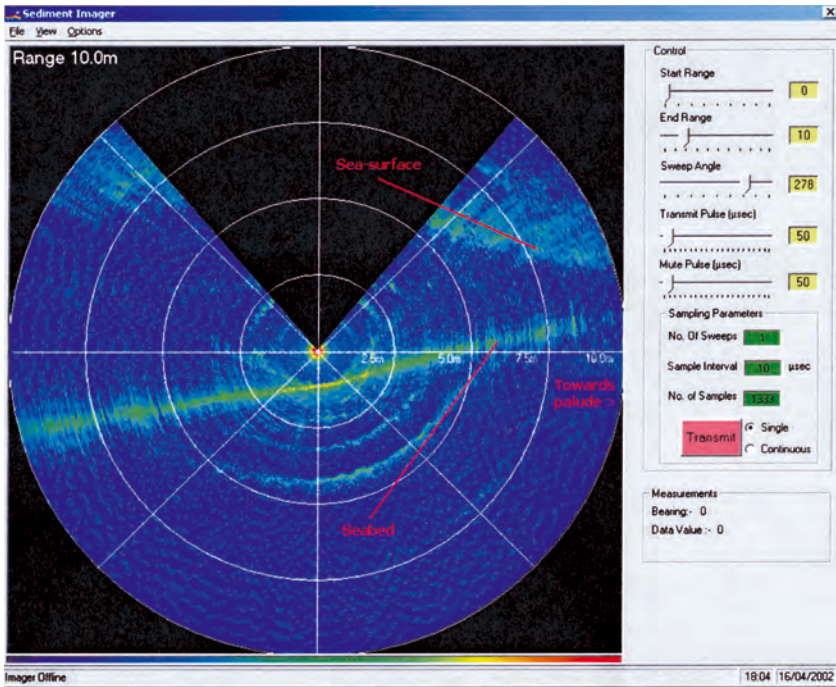 Sediment Imager
File View Options
Range 10.0m
Sea-surface
2.5m 5.0m 7.5m 10.0m
Towards
palude >
Seabed
Control
Start Range
0
End Range
10
Sweep Angle
278
Transmit Pulse (µsec)
50
Mute Pulse (µsec)
50
Sampling Parameters
No. Of Sweeps 1
Sample Interval 10 µsec
No. of Samples 1333
Transmit
Single
Continuous
Measurements
Bearing:- 0
Data Value :- 0
Imager Offline
18:04 16/04/2002